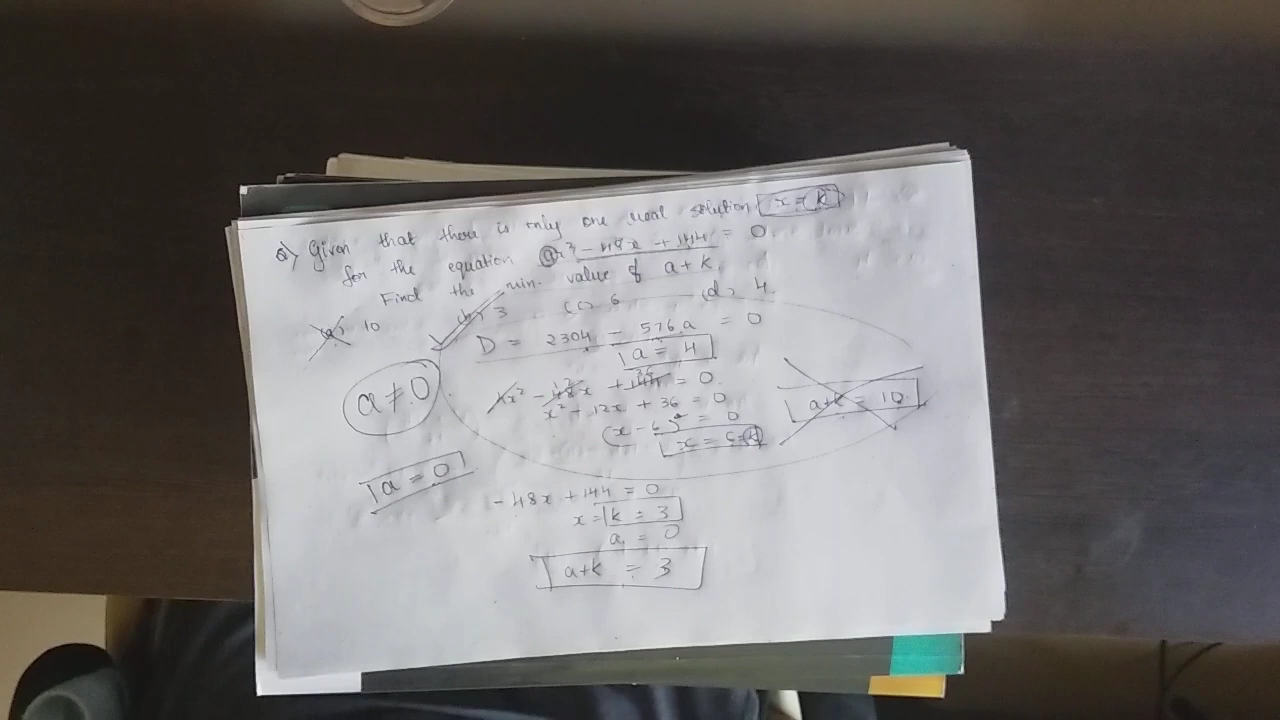 Q) Given that there is only one real solution x = k
for the equation ax² - 48x + 144 = 0
Find the min. value of a + k
(a) 10 (b) 3 (c) 6 (d) 4
D = 2304 - 576a = 0
a = 4
a ≠ 0
4x² - 48x + 144 = 0
x² - 12x + 36 = 0
(x - 6)² = 0
x = 6 = k
a+k = 10
a = 0
- 48x + 144 = 0
x = k = 3
a = 0
a+k = 3